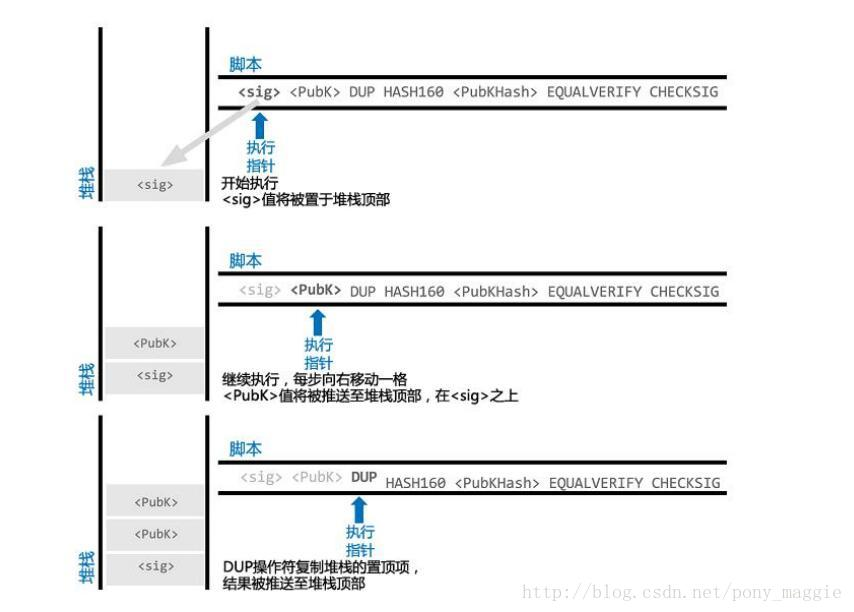 脚本
<sig> <PubK> DUP HASH160 <PubKHash> EQUALVERIFY CHECKSIG
执行
指针
堆栈
<sig>
开始执行
<sig>值将被置于堆栈顶部
脚本
<sig> <PubK> DUP HASH160 <PubKHash> EQUALVERIFY CHECKSIG
执行
指针
堆栈
<PubK>
<sig>
继续执行，每步向右移动一格
<PubK>值将被推送至堆栈顶部，在<sig>之上
脚本
<sig> <PubK> DUP HASH160 <PubKHash> EQUALVERIFY CHECKSIG
执行
指针
堆栈
<PubK>
<PubK>
<sig>
DUP操作符复制堆栈的置顶项，
结果被推送至堆栈顶部
http://blog.csdn.net/pony_maggie